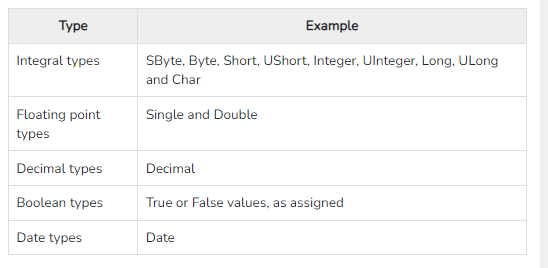 Type Example
Integral types SByte, Byte, Short, UShort, Integer, UInteger, Long, ULong
and Char
Floating point Single and Double
types
Decimal types Decimal
Boolean types True or False values, as assigned
Date types Date